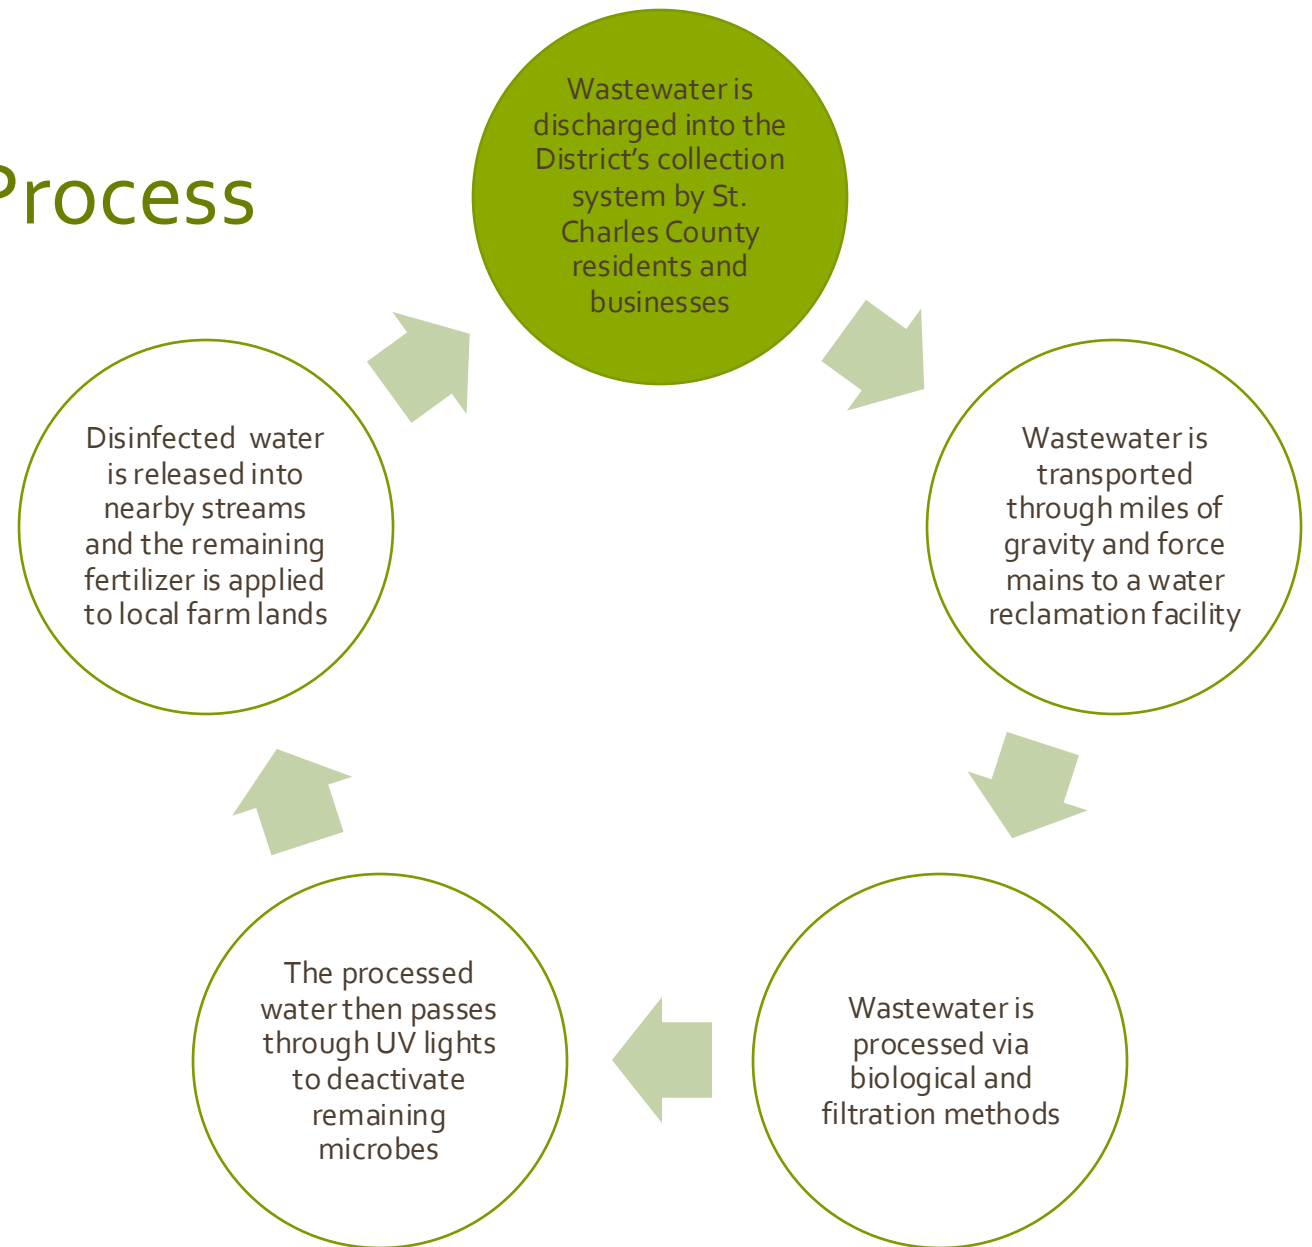 Process
Wastewater is
discharged into the
District's collection
system by St.
Charles County
residents and
businesses
Wastewater is
transported
through miles of
gravity and force
mains to a water
reclamation facility
Wastewater is
processed via
biological and
filtration methods
The processed
water then passes
through UV lights
to deactivate
remaining
microbes
Disinfected  water
is released into
nearby streams
and the remaining
fertilizer is applied
to local farm lands